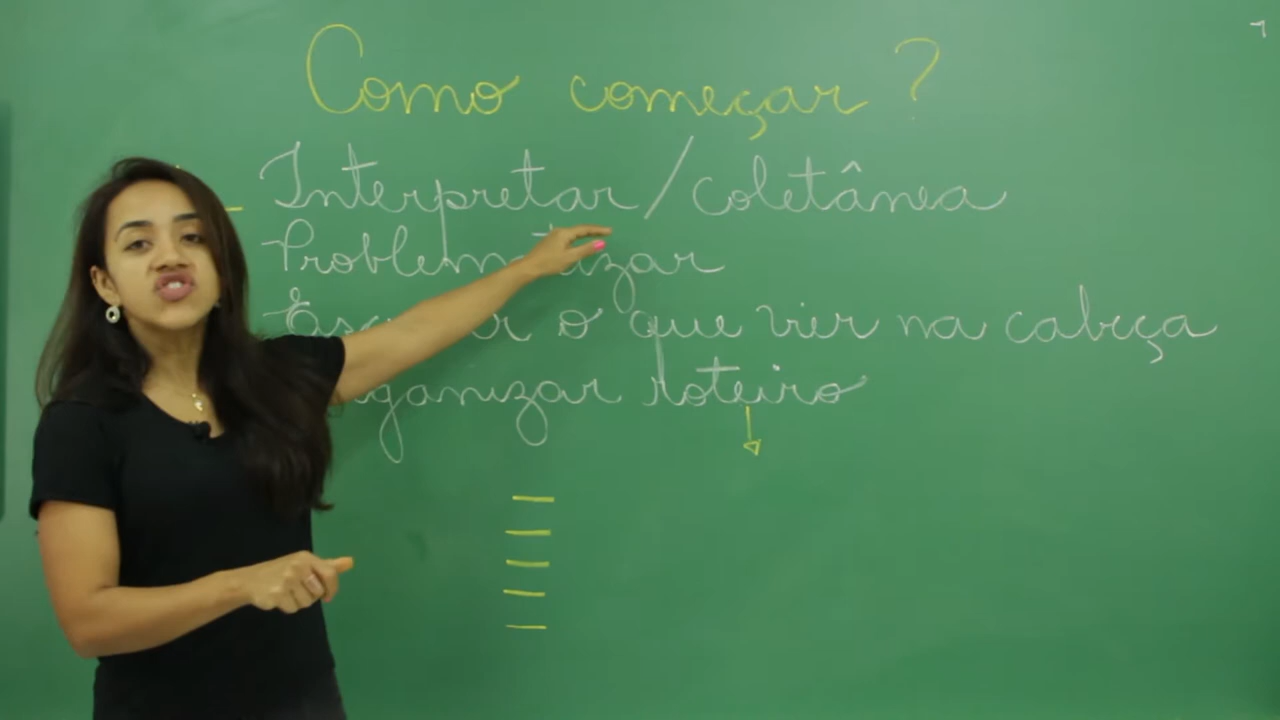 Como começar?
Interpretar/coletânea
Problematizar
Escrever o que vier na cabeça
Organizar roteiro